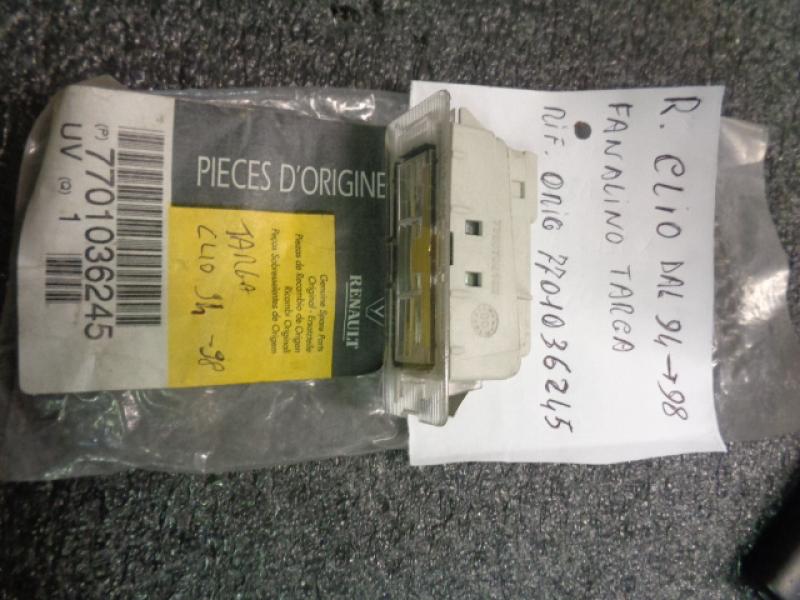 (P) 7701036245
UV (Q) 1
PIECES D'ORIGINE
RENAULT
Genuine Spare Parts
Original - Ersatzteile
Ricambi Originali
Piezas de Recambio de Origen
Peças Sobresselentes de Origem
TARGA
CLIO 94 - 98
R. CLIO DAL 94 → 98
FANALINO TARGA
RIF. ORIG 7701036245